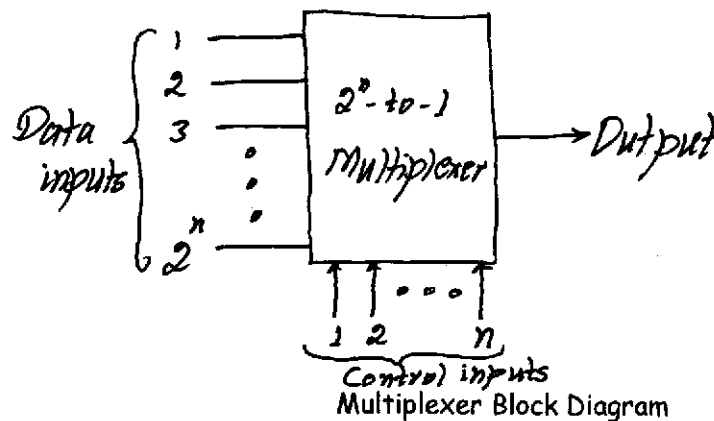 1
2
3
2^n
Data
inputs
2^n-to-1
Multiplexer
Output
1 2 n
Control inputs
Multiplexer Block Diagram